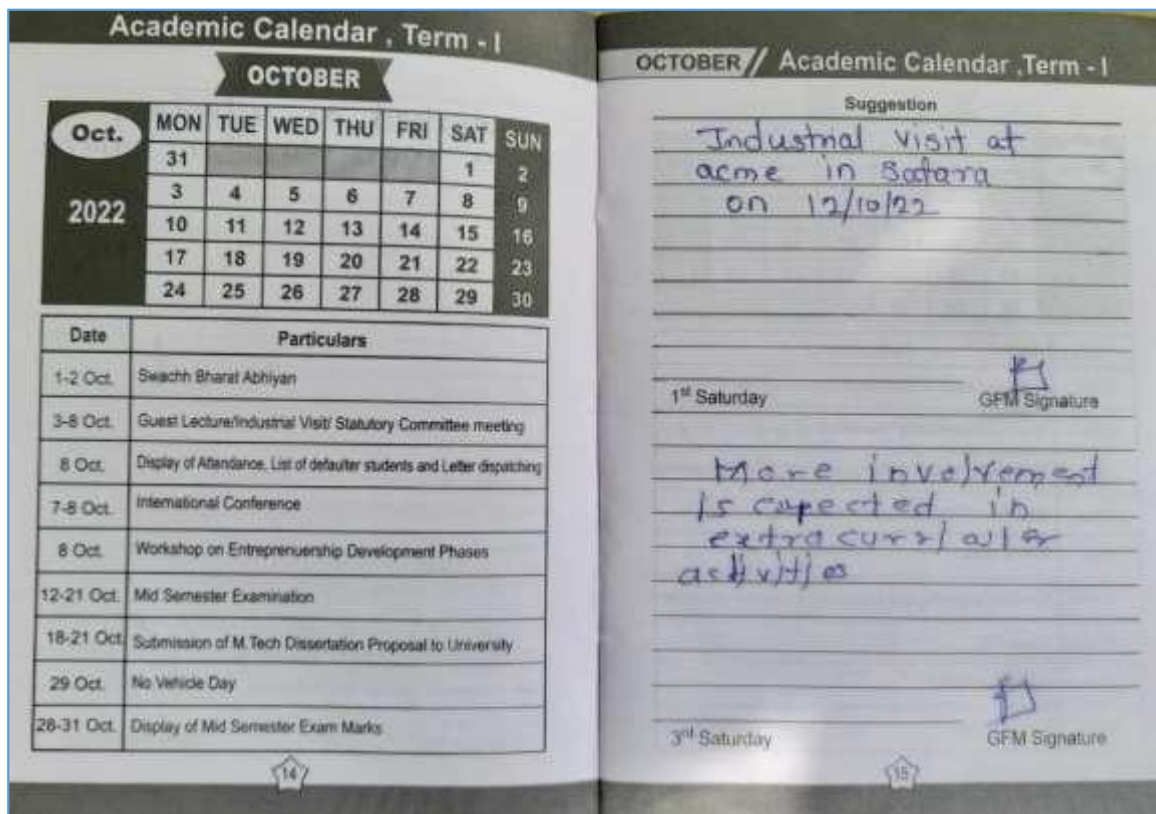 Academic Calendar , Term - I
OCTOBER
Oct.
2022
MON TUE WED THU FRI SAT SUN
31 1 2
3 4 5 6 7 8 9
10 11 12 13 14 15 16
17 18 19 20 21 22 23
24 25 26 27 28 29 30
Date Particulars
1-2 Oct. Swachh Bharat Abhiyan
3-8 Oct. Guest Lecture/Industrial Visit/ Statutory Committee meeting
8 Oct. Display of Attendance, List of defaulter students and Letter dispatching
7-8 Oct. International Conference
8 Oct. Workshop on Entreprenuership Development Phases
12-21 Oct. Mid Semester Examination
18-21 Oct. Submission of M.Tech Dissertation Proposal to University
29 Oct. No Vehicle Day
28-31 Oct. Display of Mid Semester Exam Marks
14
OCTOBER // Academic Calendar ,Term - I
Suggestion
Industrial visit at
acme in Satara
on 12/10/22
1st Saturday GFM Signature
More involvement
is expected in
extracurricular
activities
3rd Saturday GFM Signature
15